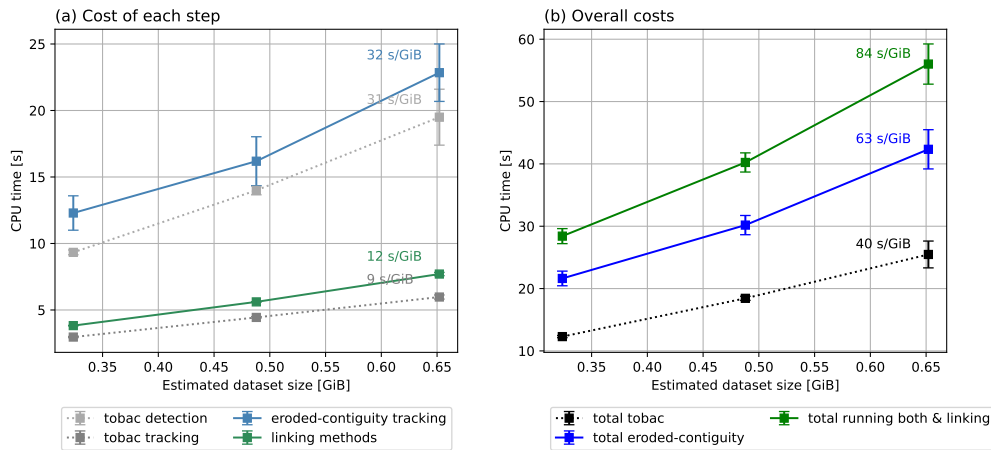 (a) Cost of each step
CPU time [s]
25
20
15
10
5
32 s/GiB
31 s/GiB
12 s/GiB
9 s/GiB
0.35
0.40
0.45
0.50
0.55
0.60
0.65
Estimated dataset size [GiB]
tobac detection
tobac tracking
eroded-contiguity tracking
linking methods
(b) Overall costs
CPU time [s]
60
50
40
30
20
10
84 s/GiB
63 s/GiB
40 s/GiB
0.35
0.40
0.45
0.50
0.55
0.60
0.65
Estimated dataset size [GiB]
total tobac
total eroded-contiguity
total running both & linking